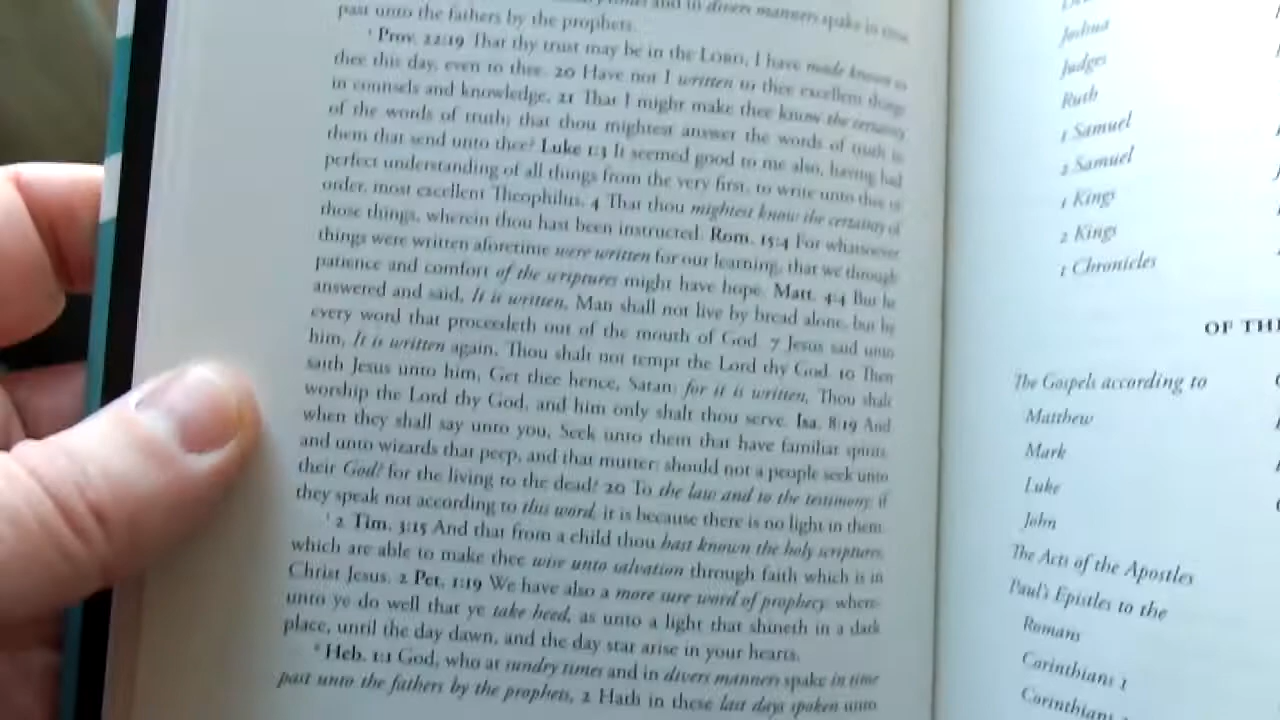 and in divers manners spake in time
past unto the fathers by the prophets.
Prov. 22:19 That thy trust may be in the LORD, I have made known to
thee this day, even to thee. 20 Have not I written to thee excellent things
in counsels and knowledge, 21 That I might make thee know the certainty
of the words of truth; that thou mightest answer the words of truth to
them that send unto thee? Luke 1:3 It seemed good to me also, having had
perfect understanding of all things from the very first, to write unto thee in
order, most excellent Theophilus, 4 That thou mightest know the certainty of
those things, wherein thou hast been instructed. Rom. 15:4 For whatsoever
things were written aforetime were written for our learning, that we through
patience and comfort of the scriptures might have hope. Matt. 4:4 But he
answered and said, It is written, Man shall not live by bread alone, but by
every word that proceedeth out of the mouth of God. 7 Jesus said unto
him, It is written again, Thou shalt not tempt the Lord thy God. 10 Then
saith Jesus unto him, Get thee hence, Satan: for it is written, Thou shalt
worship the Lord thy God, and him only shalt thou serve. Isa. 8:19 And
when they shall say unto you, Seek unto them that have familiar spirits
and unto wizards that peep, and that mutter: should not a people seek unto
their God? for the living to the dead? 20 To the law and to the testimony: if
they speak not according to this word, it is because there is no light in them.
2 Tim. 3:15 And that from a child thou hast known the holy scriptures,
which are able to make thee wise unto salvation through faith which is in
Christ Jesus. 2 Pet. 1:19 We have also a more sure word of prophecy; where-
unto ye do well that ye take heed, as unto a light that shineth in a dark
place, until the day dawn, and the day star arise in your hearts.
Heb. 1:1 God, who at sundry times and in divers manners spake in time
past unto the fathers by the prophets, 2 Hath in these last days spoken unto
Joshua
Judges
Ruth
1 Samuel
2 Samuel
1 Kings
2 Kings
1 Chronicles
OF THE
The Gospels according to
Matthew
Mark
Luke
John
The Acts of the Apostles
Paul's Epistles to the
Romans
Corinthians 1
Corinthians